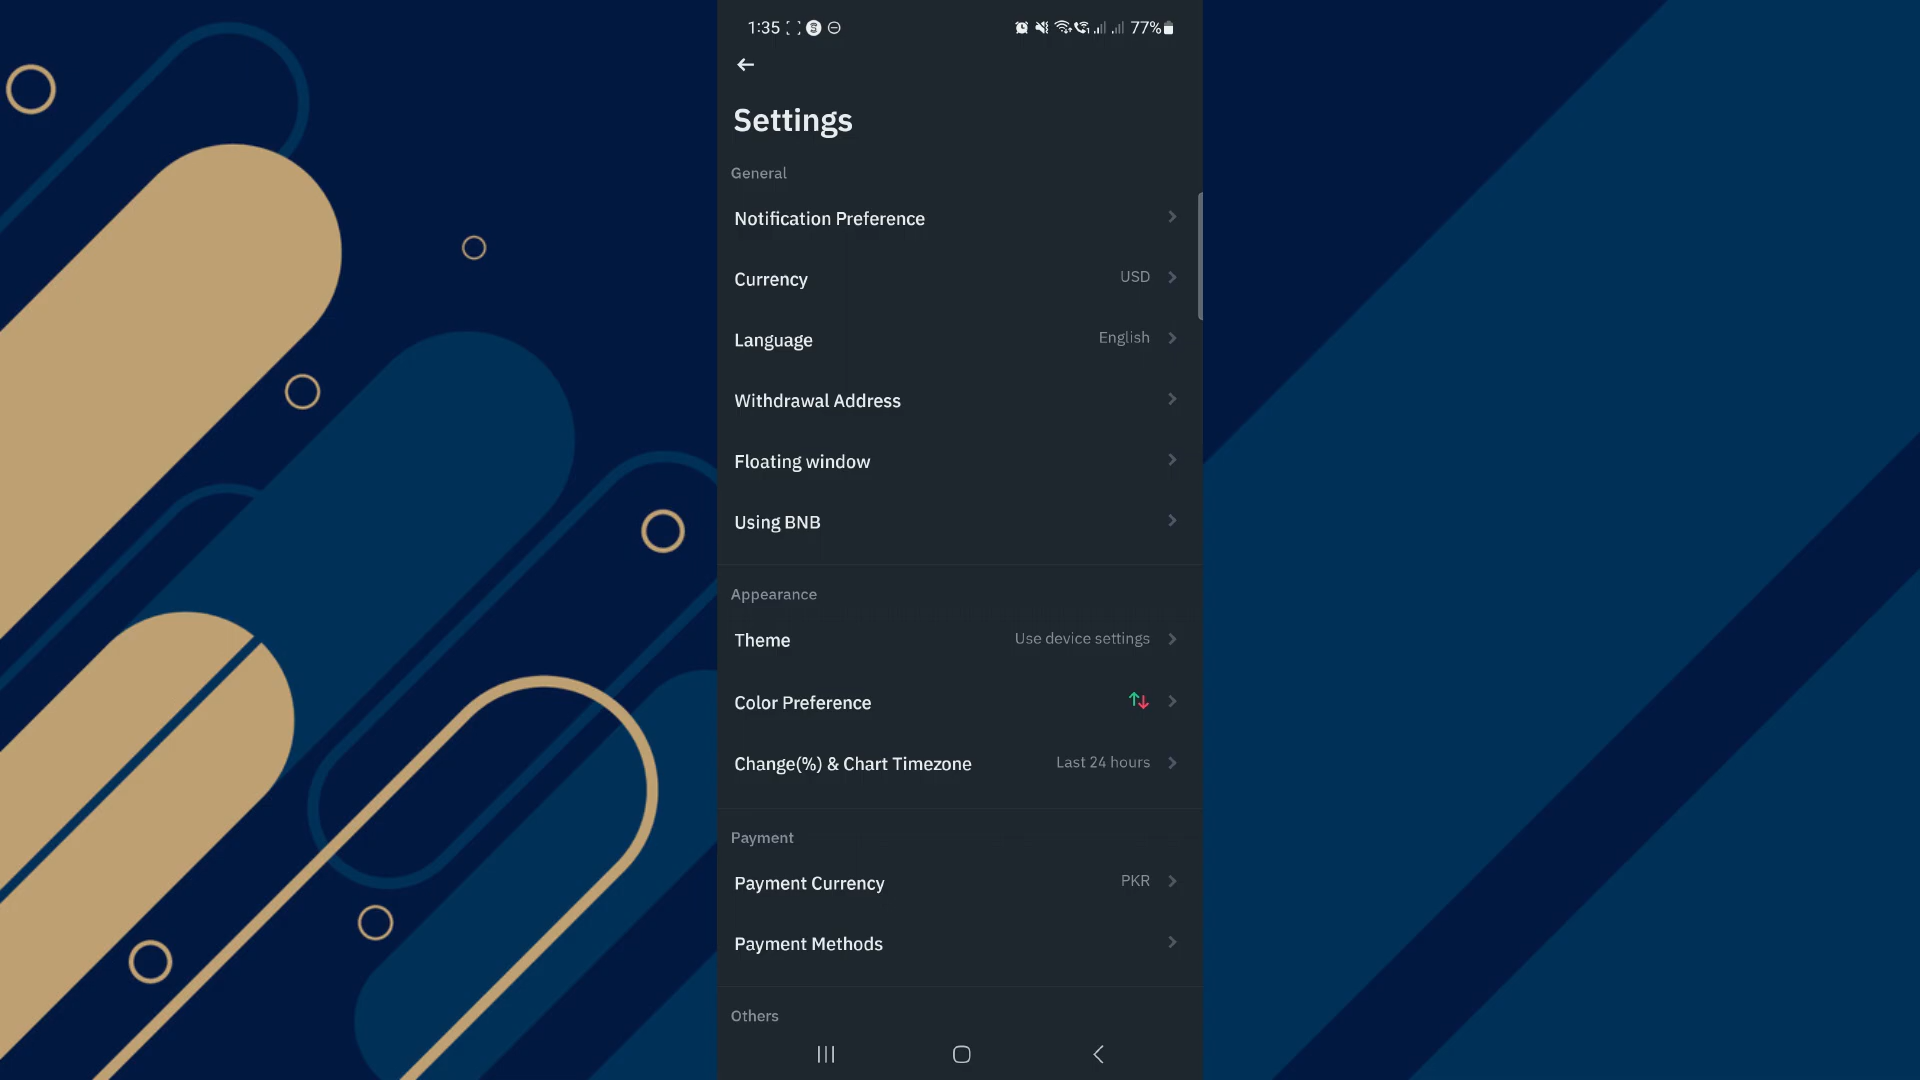 1:35 77%
Settings
General
Notification Preference
Currency USD
Language English
Withdrawal Address
Floating window
Using BNB
Appearance
Theme Use device settings
Color Preference
Change(%) & Chart Timezone Last 24 hours
Payment
Payment Currency PKR
Payment Methods
Others